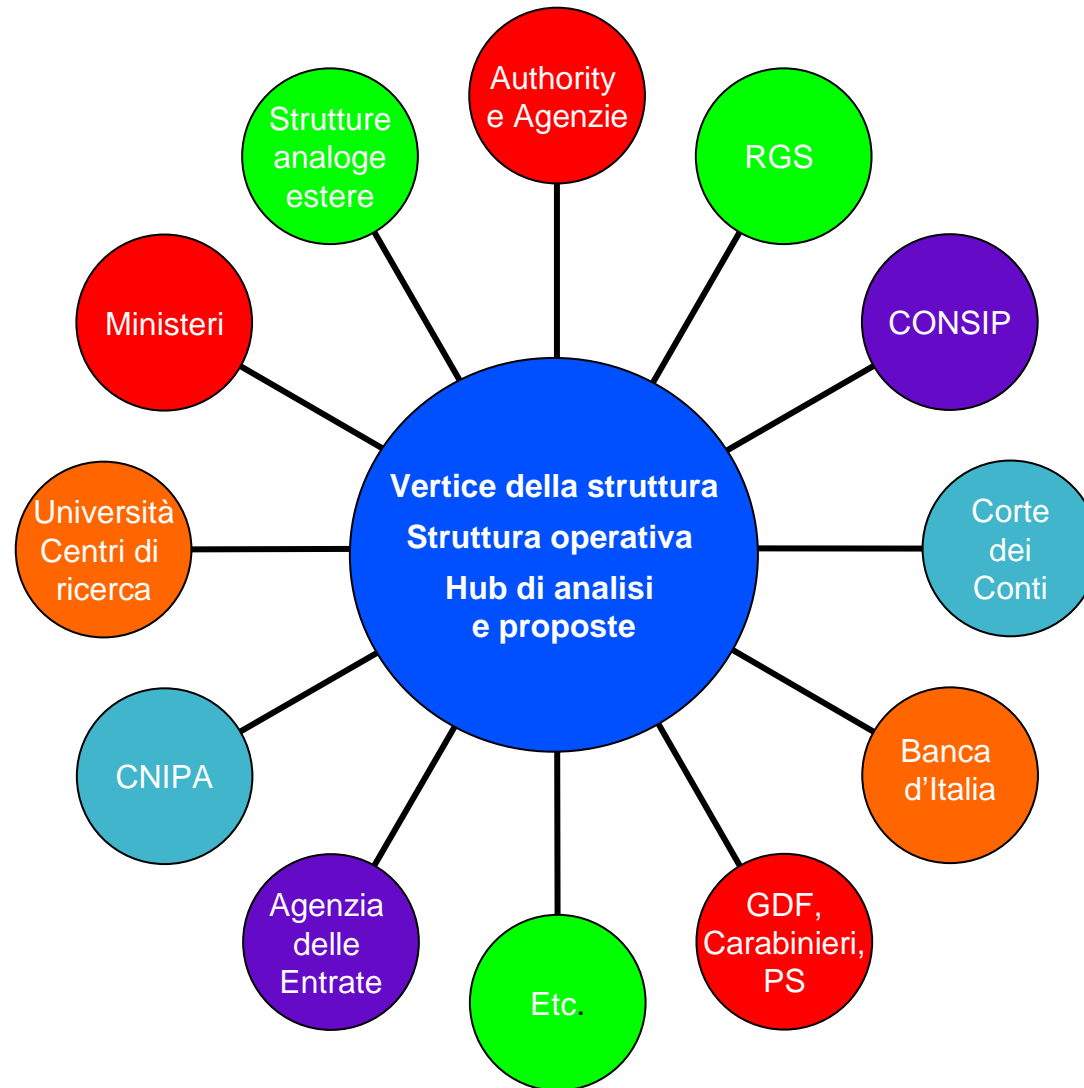 Authority
e Agenzie
RGS
CONSIP
Corte
dei
Conti
Banca
d’Italia
GDF,
Carabinieri,
PS
Etc.
Agenzia
delle
Entrate
CNIPA
Università
Centri di
ricerca
Ministeri
Strutture
analoge
estere
Vertice della struttura
Struttura operativa
Hub di analisi
e proposte